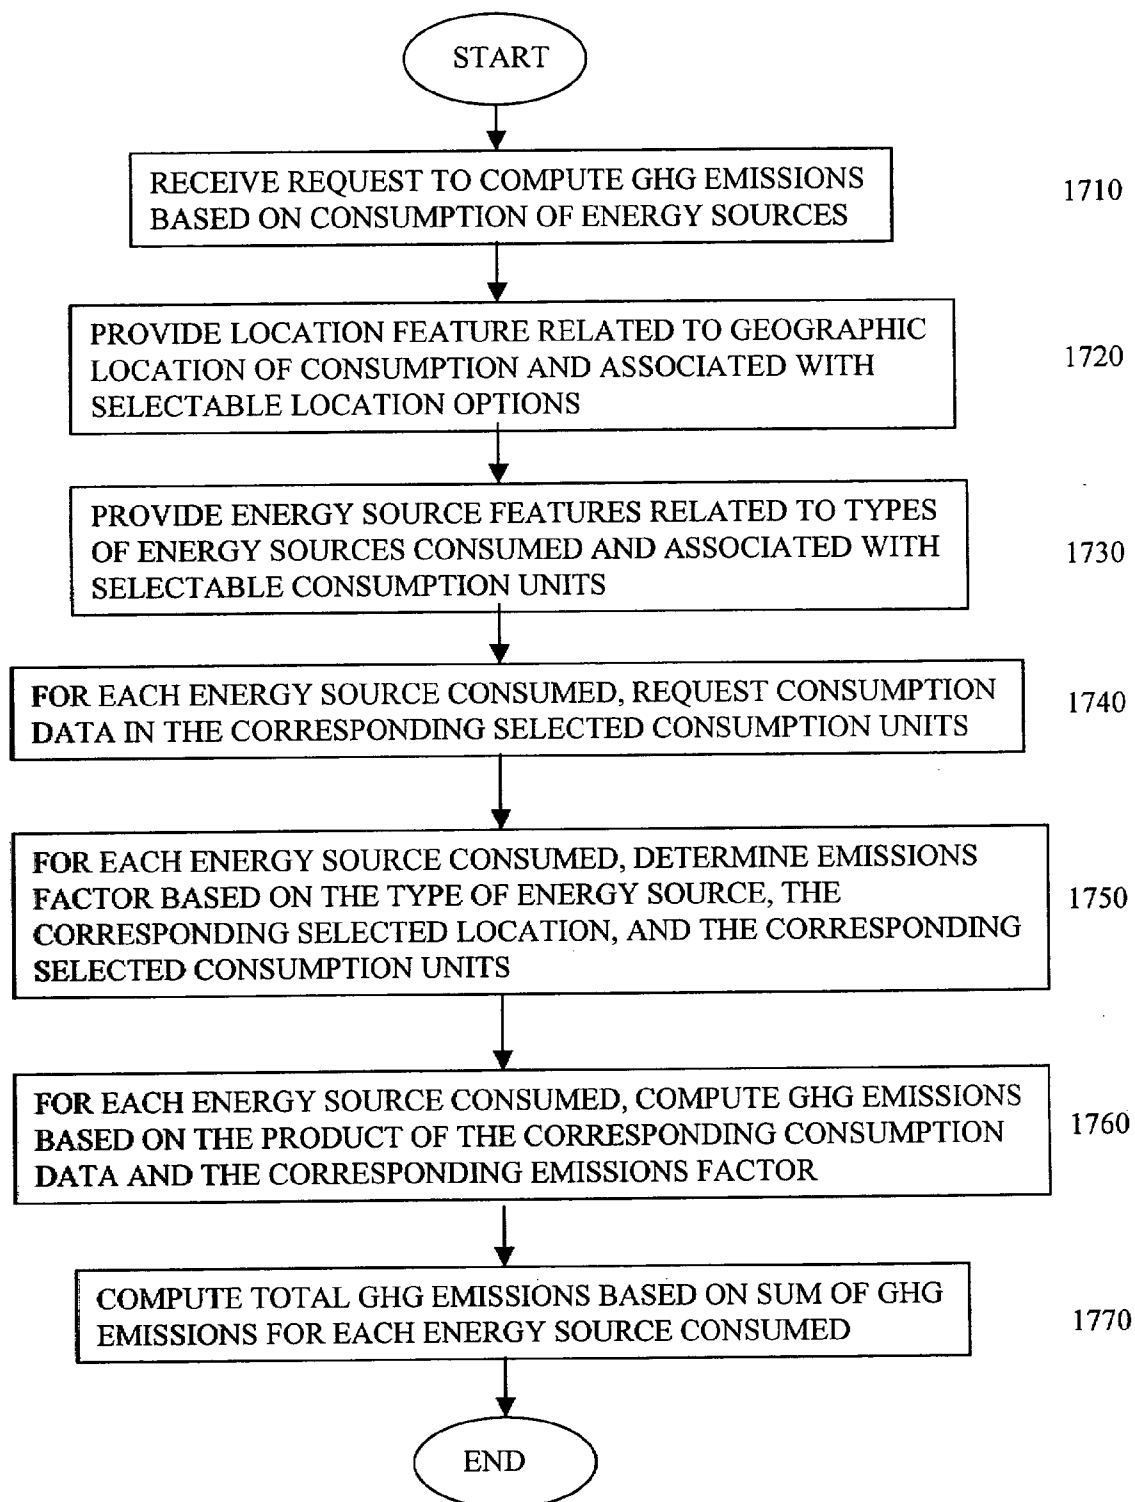 START
RECEIVE REQUEST TO COMPUTE GHG EMISSIONS
BASED ON CONSUMPTION OF ENERGY SOURCES
1710
PROVIDE LOCATION FEATURE RELATED TO GEOGRAPHIC
LOCATION OF CONSUMPTION AND ASSOCIATED WITH
SELECTABLE LOCATION OPTIONS
1720
PROVIDE ENERGY SOURCE FEATURES RELATED TO TYPES
OF ENERGY SOURCES CONSUMED AND ASSOCIATED WITH
SELECTABLE CONSUMPTION UNITS
1730
FOR EACH ENERGY SOURCE CONSUMED, REQUEST CONSUMPTION
DATA IN THE CORRESPONDING SELECTED CONSUMPTION UNITS
1740
FOR EACH ENERGY SOURCE CONSUMED, DETERMINE EMISSIONS
FACTOR BASED ON THE TYPE OF ENERGY SOURCE, THE
CORRESPONDING SELECTED LOCATION, AND THE CORRESPONDING
SELECTED CONSUMPTION UNITS
1750
FOR EACH ENERGY SOURCE CONSUMED, COMPUTE GHG EMISSIONS
BASED ON THE PRODUCT OF THE CORRESPONDING CONSUMPTION
DATA AND THE CORRESPONDING EMISSIONS FACTOR
1760
COMPUTE TOTAL GHG EMISSIONS BASED ON SUM OF GHG
EMISSIONS FOR EACH ENERGY SOURCE CONSUMED
1770
END